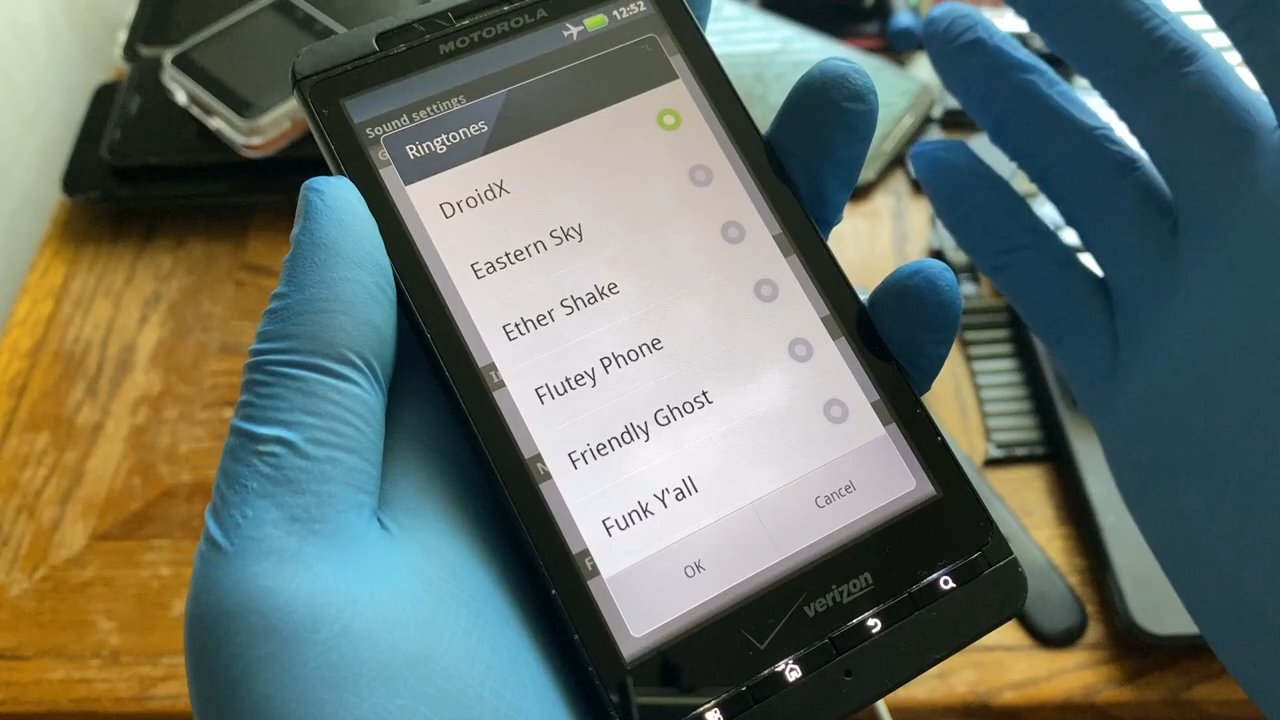 MOTOROLA
12:52
Sound settings
Ringtones
DroidX
Eastern Sky
Ether Shake
Flutey Phone
Friendly Ghost
Funk Y'all
OK
Cancel
verizon